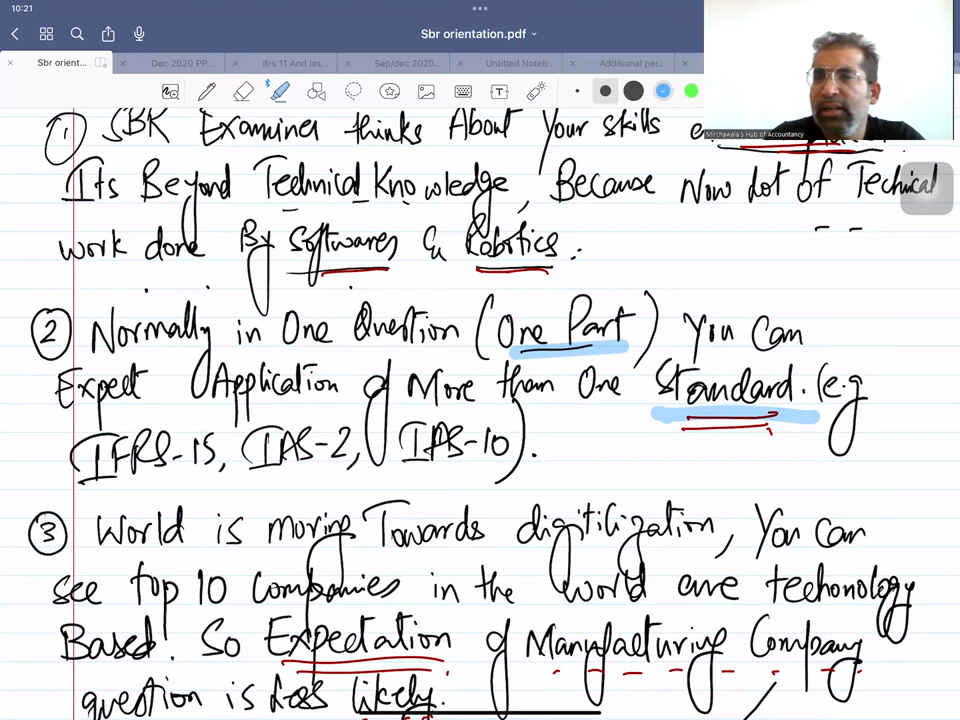 10:21
Sbr orientation.pdf
Sbr orient...
Dec 2020 PP...
Ifrs 11 And ias...
Sep/dec 2020...
Untitled Noteb...
Additional per...
Mirchawala's Hub of Accountancy
① SBR Examiner thinks About Your skills
Its Beyond Technical Knowledge, Because Now Lot of Techical
work done By Softwares & Robotics.
② Normally in One Question (One Part) You Can
Expect Application of More than One Standard. (e.g
IFRS-15, IAS-2, IAS-10).
③ World is moving Towards digitilization, You Can
see top 10 Companies in the world are techonology
Based. So Expectation of Manufacturing Company
question is Less likely.